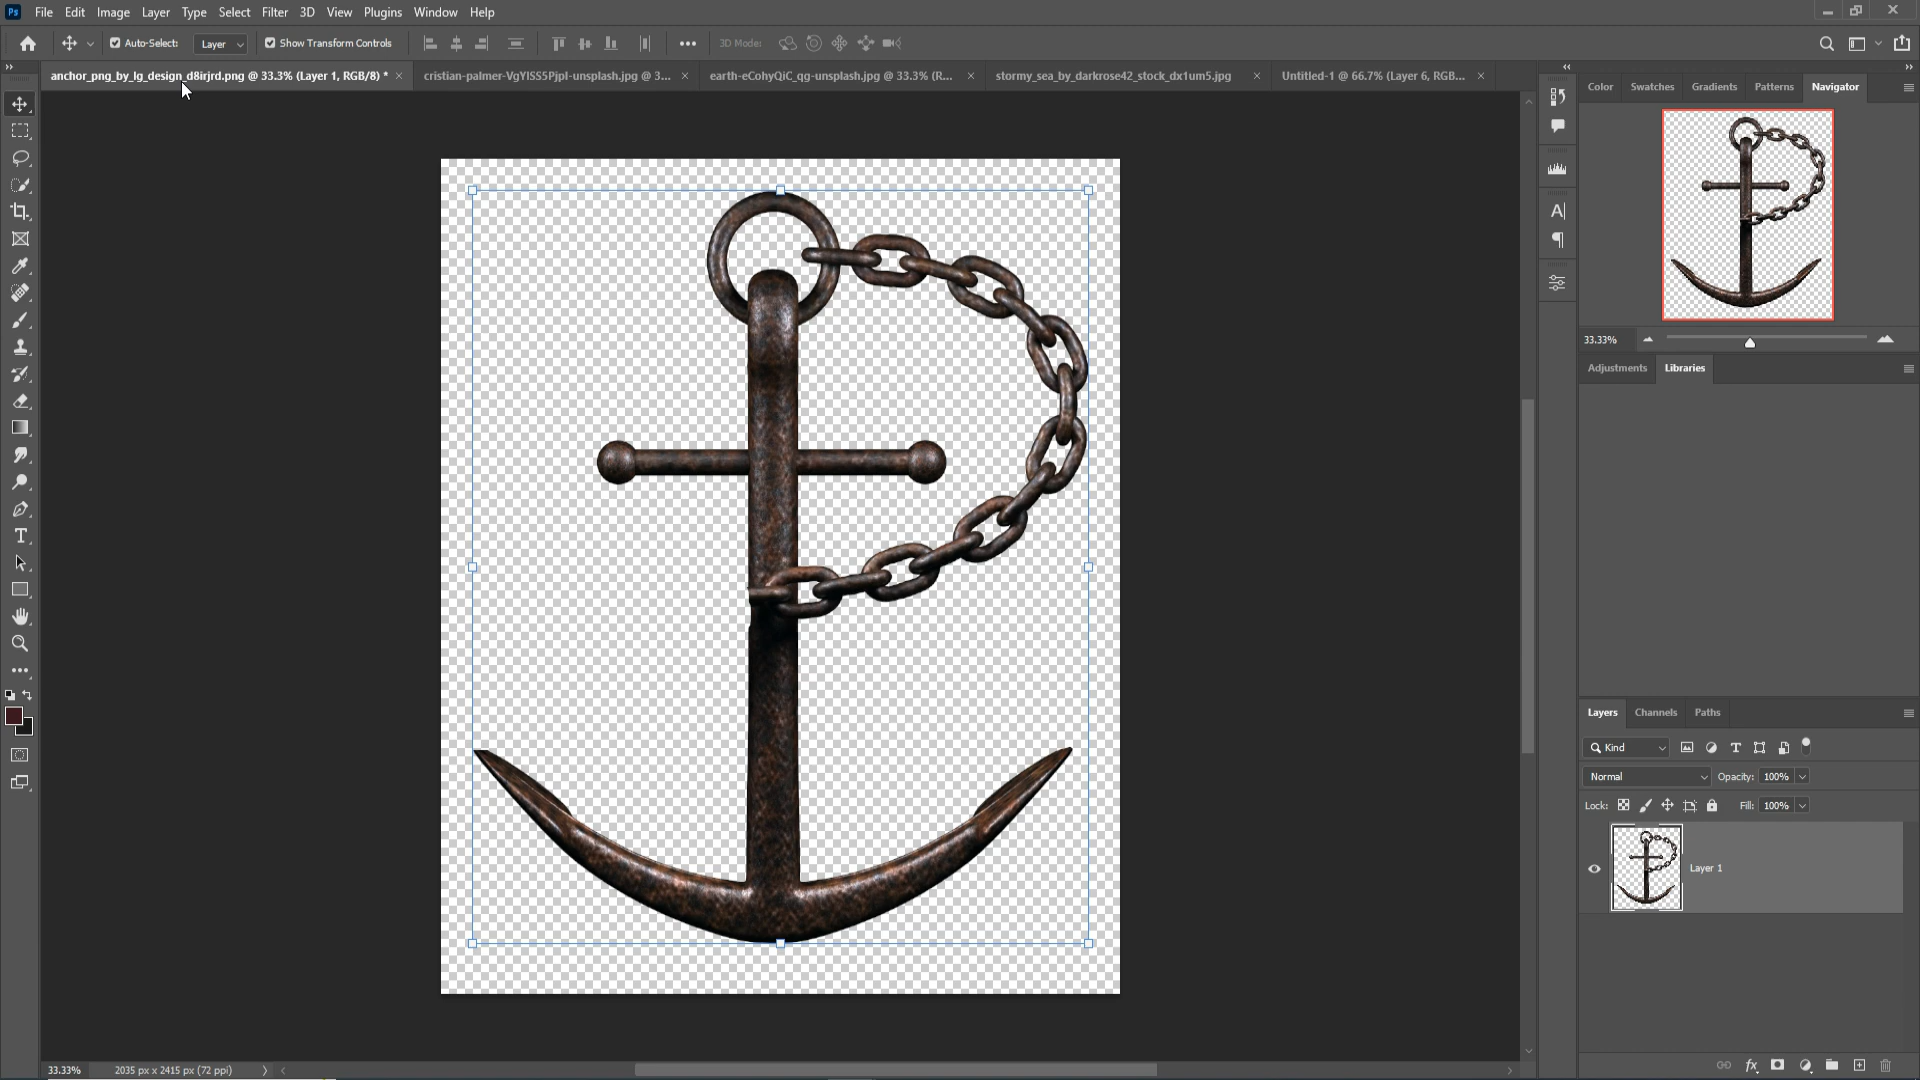 Ps File Edit Image Layer Type Select Filter 3D View Plugins Window Help
Auto-Select: Layer Show Transform Controls 3D Mode:
anchor_png_by_lg_design_d8irjrd.png @ 33.3% (Layer 1, RGB/8) * cristian-palmer-VgYlSS5PjpI-unsplash.jpg @ 3... earth-eCohyQiC_qg-unsplash.jpg @ 33.3% (R... stormy_sea_by_darkrose42_stock_dx1um5.jpg Untitled-1 @ 66.7% (Layer 6, RGB...
Color Swatches Gradients Patterns Navigator
33.33%
Adjustments Libraries
Layers Channels Paths
Kind
Normal Opacity: 100%
Lock: Fill: 100%
Layer 1
33.33% 2035 px x 2415 px (72 ppi)